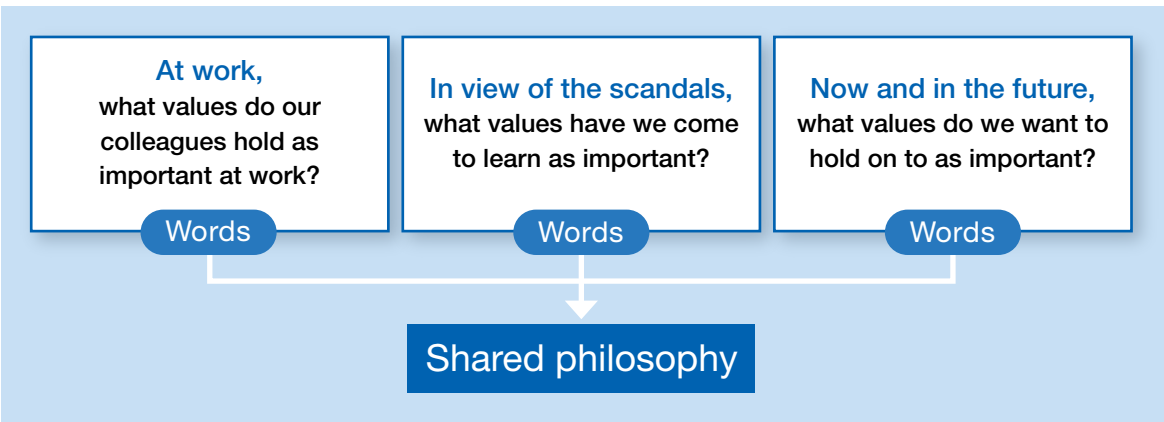 At work,
what values do our
colleagues hold as
important at work?
Words
In view of the scandals,
what values have we come
to learn as important?
Words
Now and in the future,
what values do we want to
hold on to as important?
Words
Shared philosophy